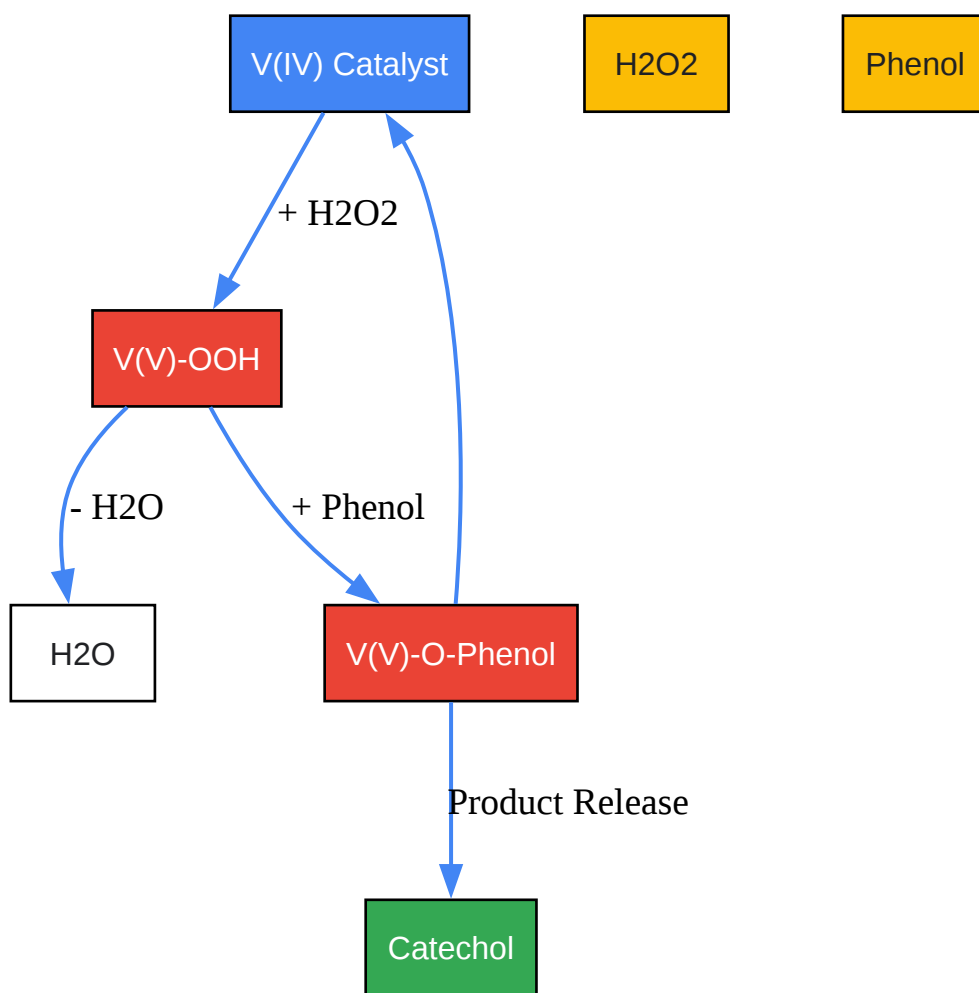 V(IV) Catalyst
H2O2
Phenol
+ H2O2
V(V)-OOH
- H2O
+ Phenol
H2O
V(V)-O-Phenol
Product Release
Catechol